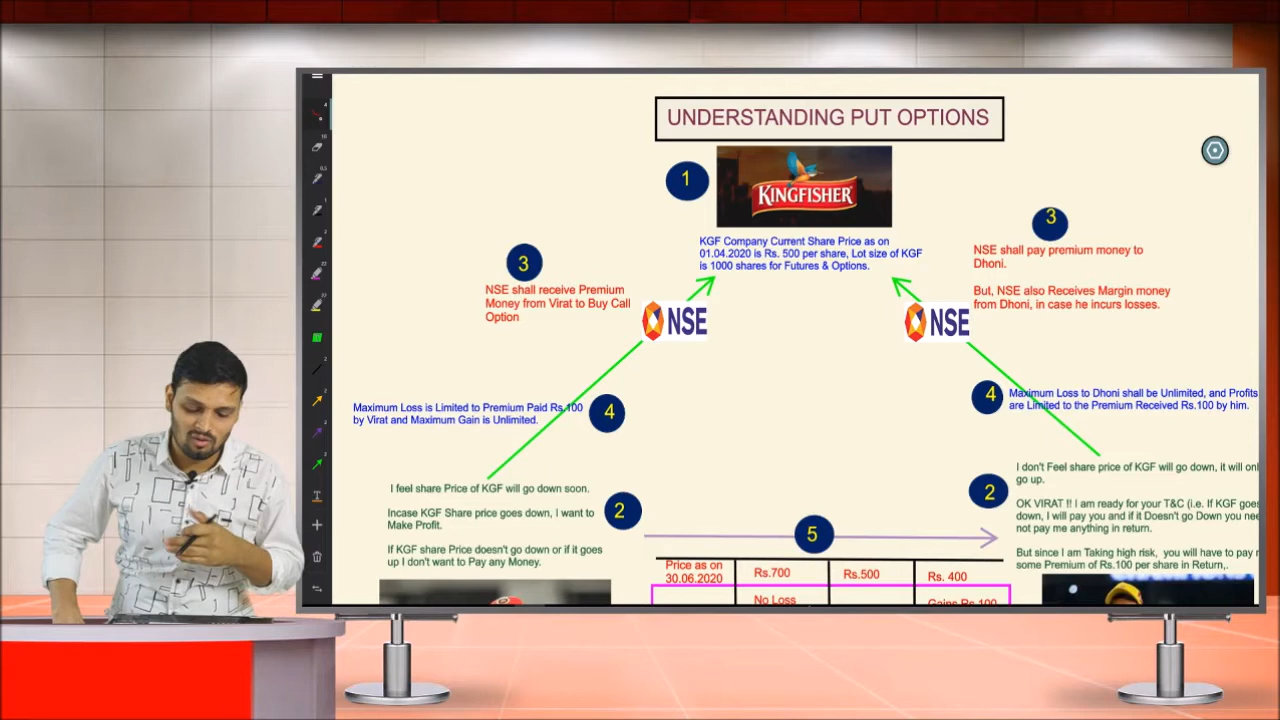 UNDERSTANDING PUT OPTIONS
1
KINGFISHER
KGF Company Current Share Price as on
01.04.2020 is Rs. 500 per share, Lot size of KGF
is 1000 shares for Futures & Options.
3
NSE shall receive Premium
Money from Virat to Buy Call
Option
NSE
3
NSE shall pay premium money to
Dhoni.
But, NSE also Receives Margin money
from Dhoni, in case he incurs losses.
NSE
Maximum Loss is Limited to Premium Paid Rs.100
by Virat and Maximum Gain is Unlimited.
4
4
Maximum Loss to Dhoni shall be Unlimited, and Profits
are Limited to the Premium Received Rs.100 by him.
I feel share Price of KGF will go down soon.
Incase KGF Share price goes down, I want to
Make Profit.
If KGF share Price doesn't go down or if it goes
up I don't want to Pay any Money.
2
2
I don't Feel share price of KGF will go down, it will onl
go up.
OK VIRAT !! I am ready for your T&C (i.e. If KGF goes
down, I will pay you and if it Doesn't go Down you nee
not pay me anything in return.
But since I am Taking high risk, you will have to pay
some Premium of Rs.100 per share in Return,.
5
Price as on
30.06.2020
Rs.700
Rs.500
Rs. 400
No Loss
Gains Rs 100